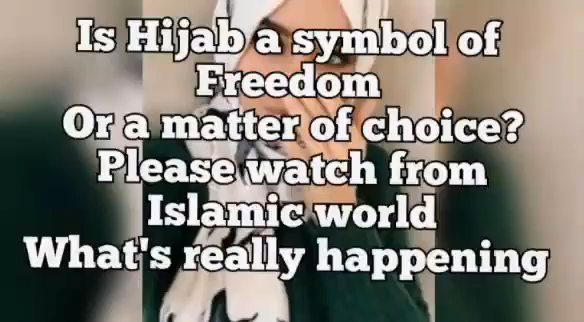 Is Hijab a symbol of
Freedom
Or a matter of choice?
Please watch from
Islamic world
What's really happening